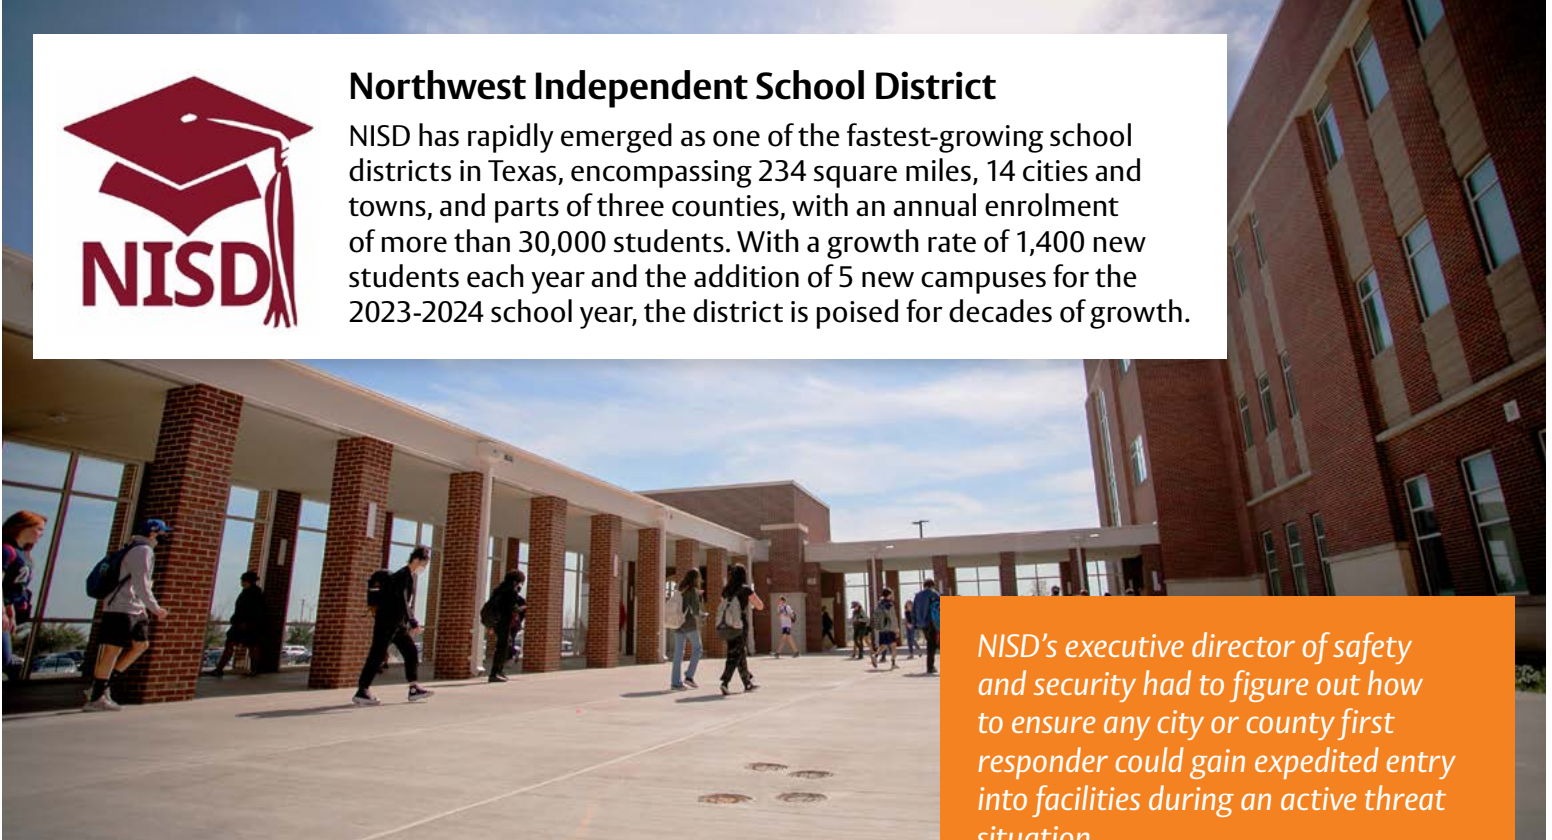 NISD
Northwest Independent School District
NISD has rapidly emerged as one of the fastest-growing school
districts in Texas, encompassing 234 square miles, 14 cities and
towns, and parts of three counties, with an annual enrolment
of more than 30,000 students. With a growth rate of 1,400 new
students each year and the addition of 5 new campuses for the
2023-2024 school year, the district is poised for decades of growth.
NISD’s executive director of safety
and security had to figure out how
to ensure any city or county first
responder could gain expedited entry
into facilities during an active threat
situation